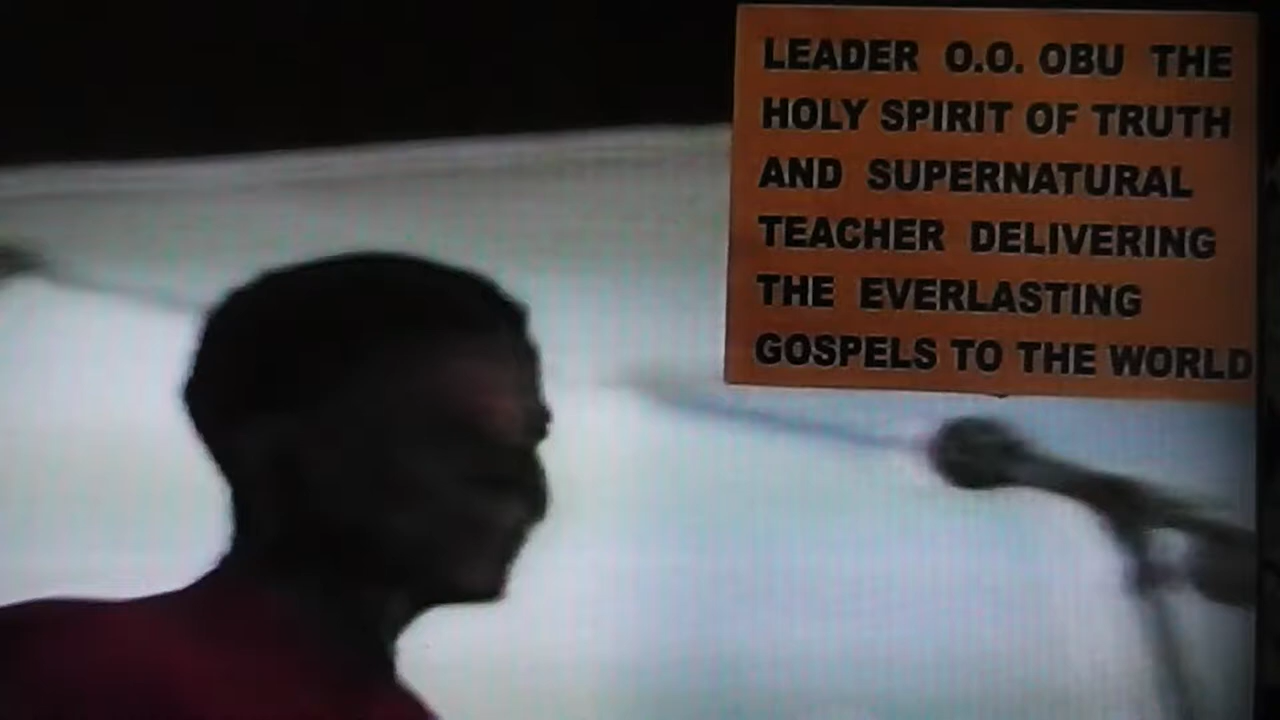 LEADER O.O. OBU THE
HOLY SPIRIT OF TRUTH
AND SUPERNATURAL
TEACHER DELIVERING
THE EVERLASTING
GOSPELS TO THE WORLD